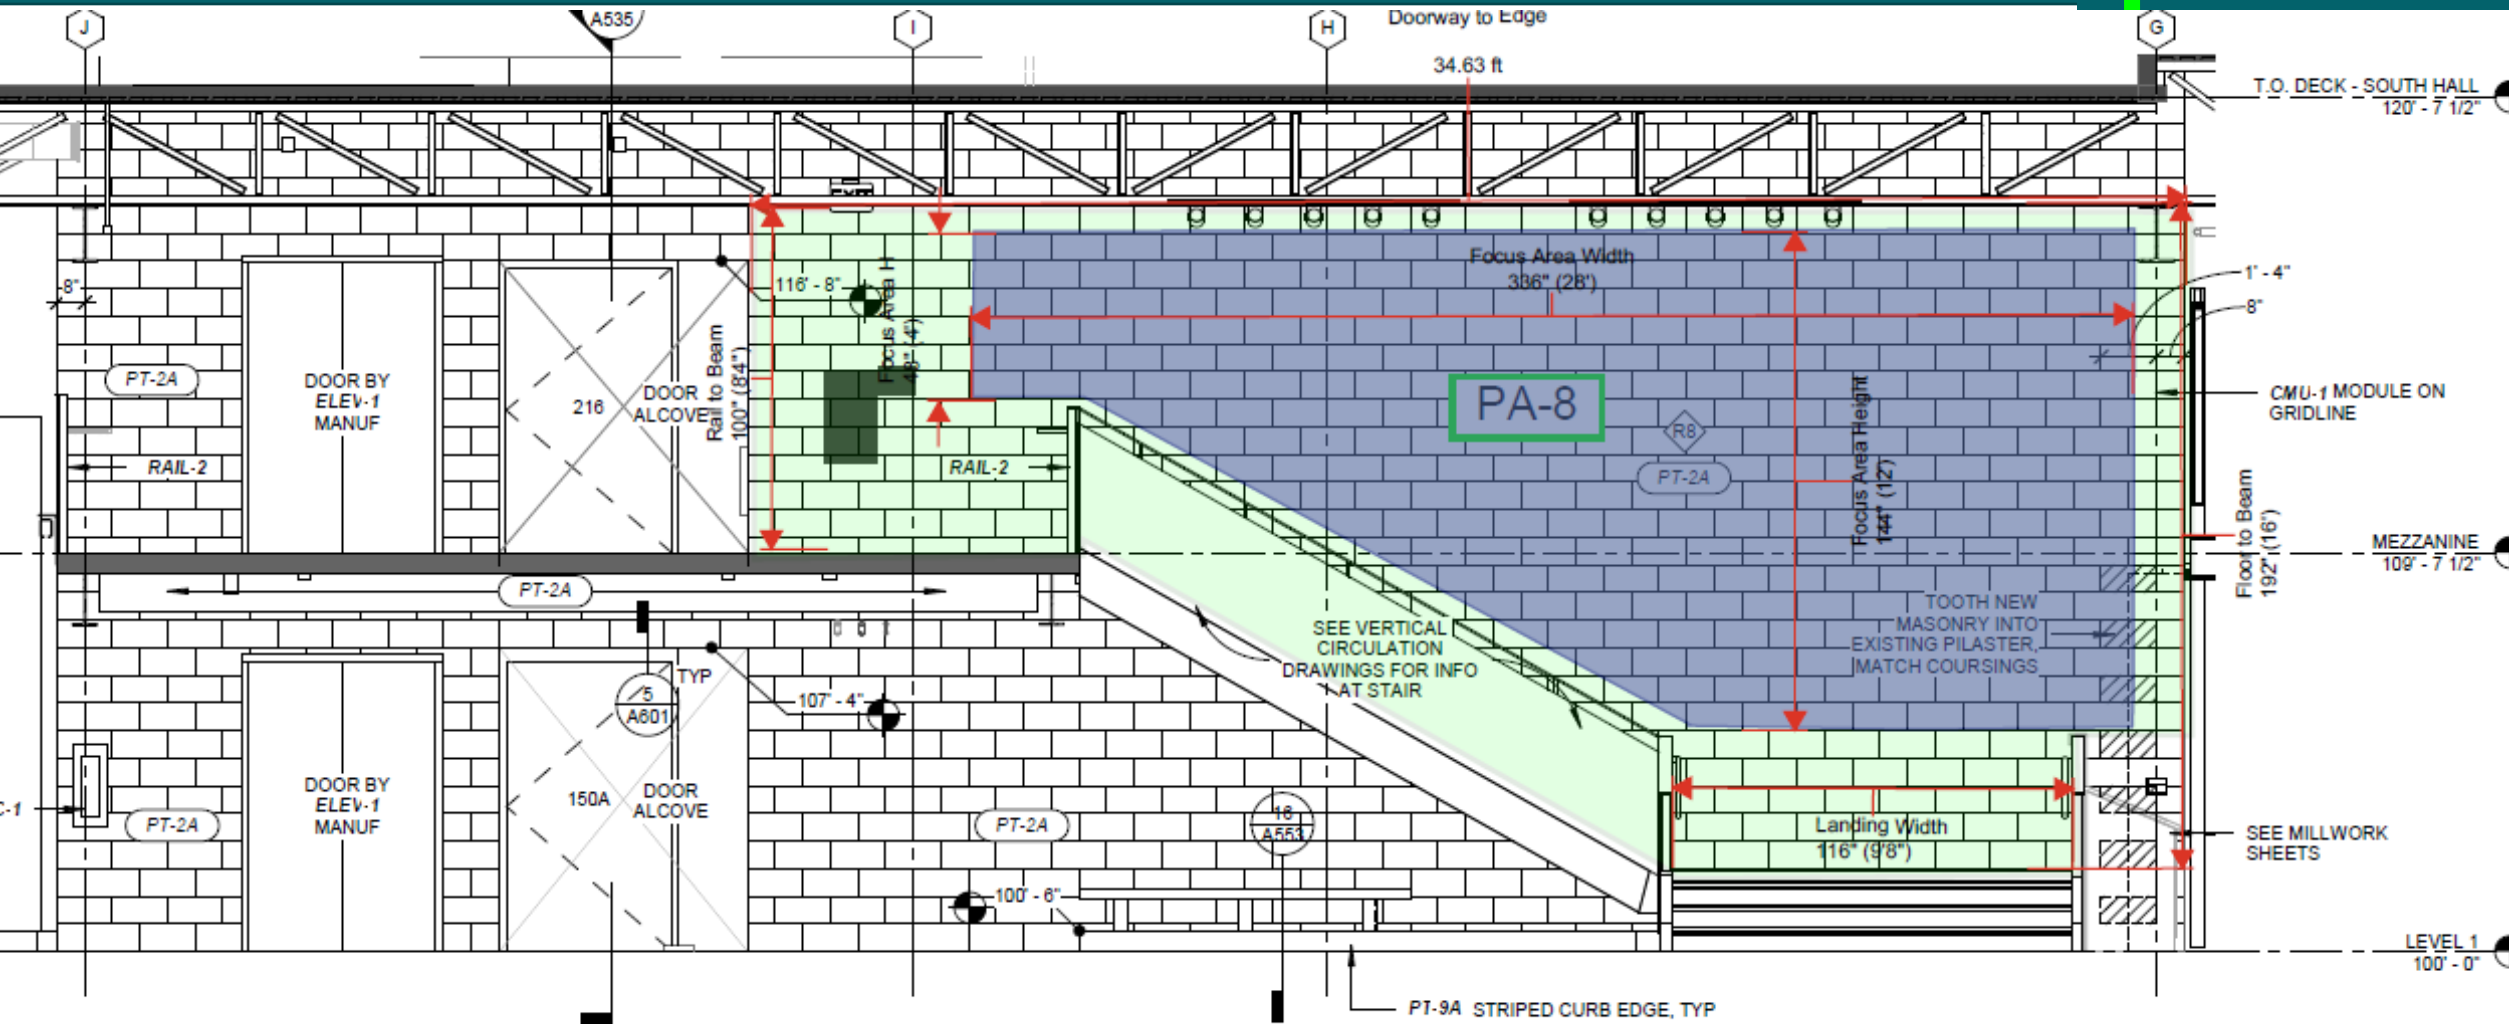 J
A535
I
H
Doorway to Edge
G
34.63 ft
T.O. DECK - SOUTH HALL
120' - 7 1/2"
EXIT
8"
116' - 8"
Focus Area H
48" (4')
Rail to Beam
100" (8'4")
Focus Area Width
336" (28')
1' - 4"
8"
PT-2A
DOOR BY
ELEV-1
MANUF
216
DOOR
ALCOVE
PA-8
R8
PT-2A
Focus Area Height
144" (12')
CMU-1 MODULE ON
GRIDLINE
RAIL-2
RAIL-2
Floor to Beam
192" (16')
MEZZANINE
109' - 7 1/2"
PT-2A
TOOTH NEW
MASONRY INTO
EXISTING PILASTER,
MATCH COURSINGS
SEE VERTICAL
CIRCULATION
DRAWINGS FOR INFO
AT STAIR
TYP
5
A601
107' - 4"
DOOR BY
ELEV-1
MANUF
150A
DOOR
ALCOVE
C-1
PT-2A
PT-2A
16
A553
Landing Width
116" (9'8")
SEE MILLWORK
SHEETS
100' - 6"
LEVEL 1
100' - 0"
PT-9A STRIPED CURB EDGE, TYP